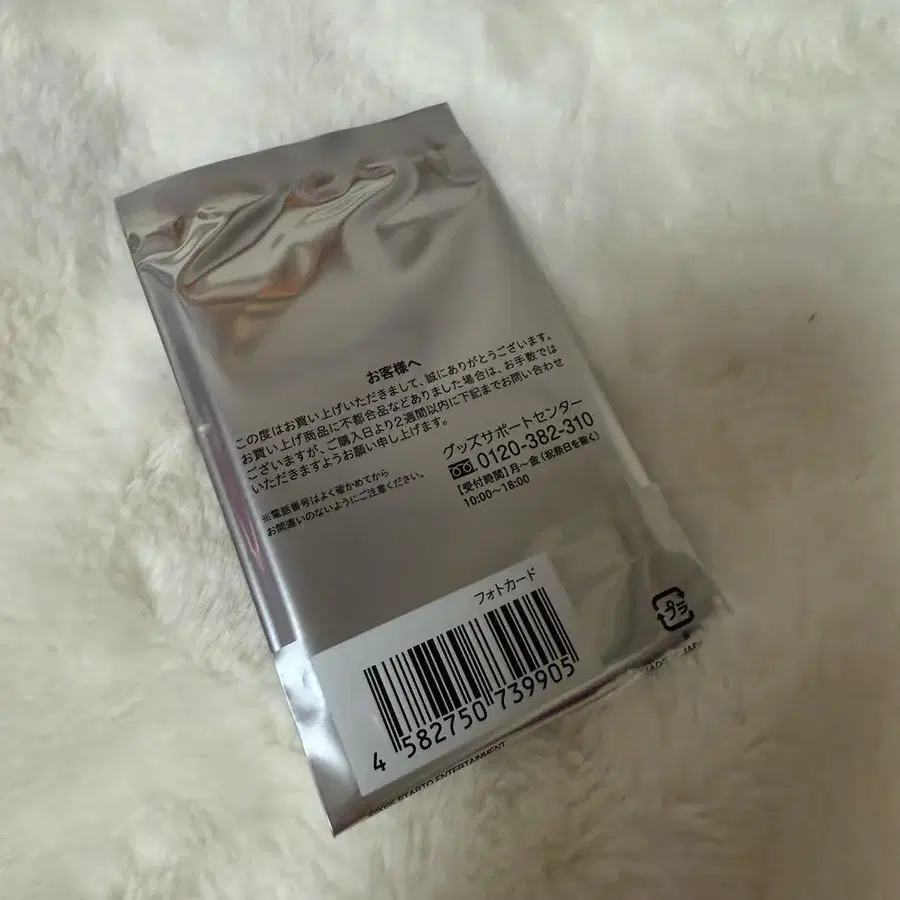 お客様へ
この度はお買い上げいただきまして、誠にありがとうございます。
お買い上げ商品に不都合品などありました場合は、お手数では
ございますが、ご購入日より2週間以内に下記までお問い合わせ
いただきますようお願い申し上げます。
グッズサポートセンター
0120-382-310
【受付時間】月〜金(祝祭日を除く)
10:00〜18:00
※電話番号はよく確かめてから
お間違いのないようにご注意ください。
フォトカード
4 582750 739905
プラ
STARTO ENTERTAINMENT